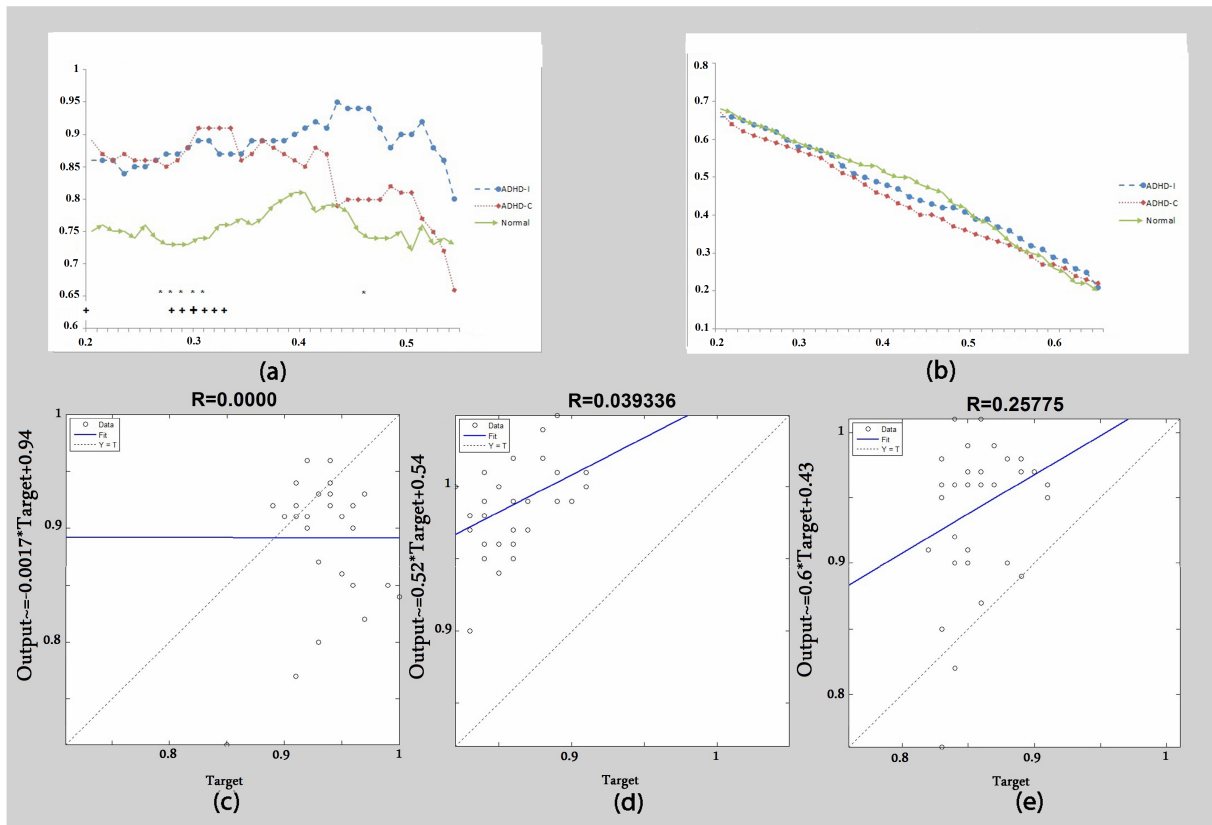 1
0.95
0.9
0.85
0.8
0.75
0.7
0.65
0.6
0.2
0.3
0.4
0.5
* * * * * *
+ + + + + + +
ADHD-I
ADHD-C
Normal
(a)
0.8
0.7
0.6
0.5
0.4
0.3
0.2
0.1
0.2
0.3
0.4
0.5
0.6
ADHD-I
ADHD-C
Normal
(b)
R=0.0000
Output~=-0.0017*Target+0.94
Data
Fit
Y = T
1
0.9
0.8
0.8
0.9
1
Target
(c)
R=0.039336
Output~=0.52*Target+0.54
Data
Fit
Y = T
1
0.9
0.9
1
Target
(d)
R=0.25775
Output~=0.6*Target+0.43
Data
Fit
Y = T
1
0.9
0.8
0.8
0.9
1
Target
(e)